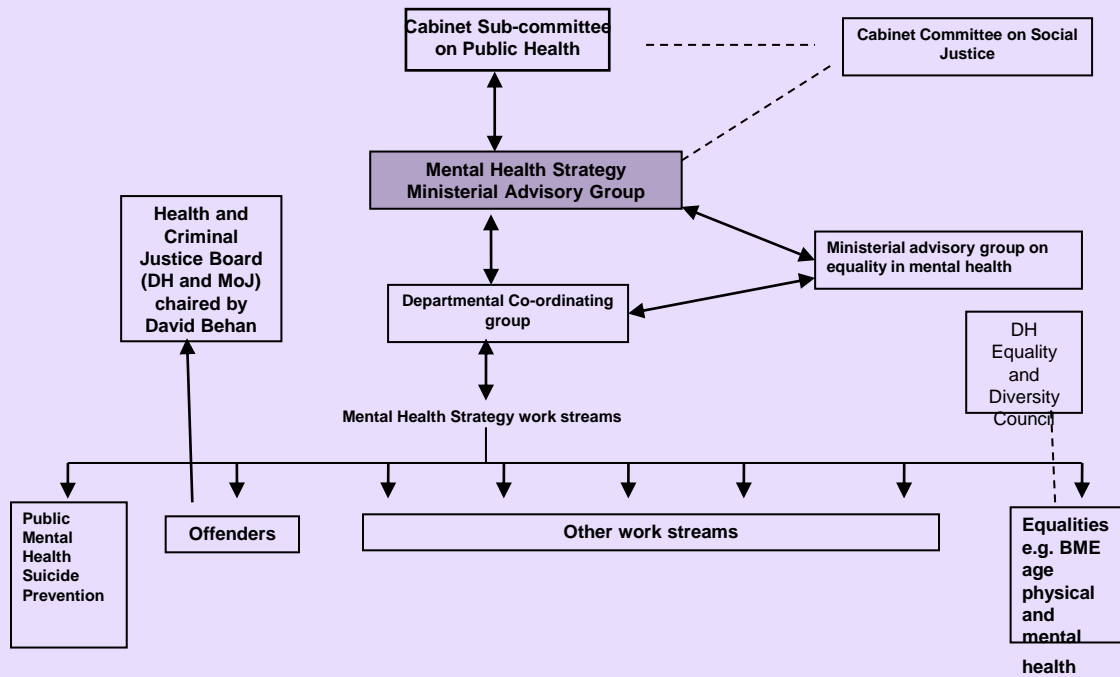 Cabinet Sub-committee
on Public Health
Cabinet Committee on Social
Justice
Mental Health Strategy
Ministerial Advisory Group
Health and
Criminal
Justice Board
(DH and MoJ)
chaired by
David Behan
Ministerial advisory group on
equality in mental health
Departmental Co-ordinating
group
DH
Equality
and
Diversity
Council
Mental Health Strategy work streams
Public
Mental
Health
Suicide
Prevention
Offenders
Other work streams
Equalities
e.g. BME
age
physical
and
mental
health